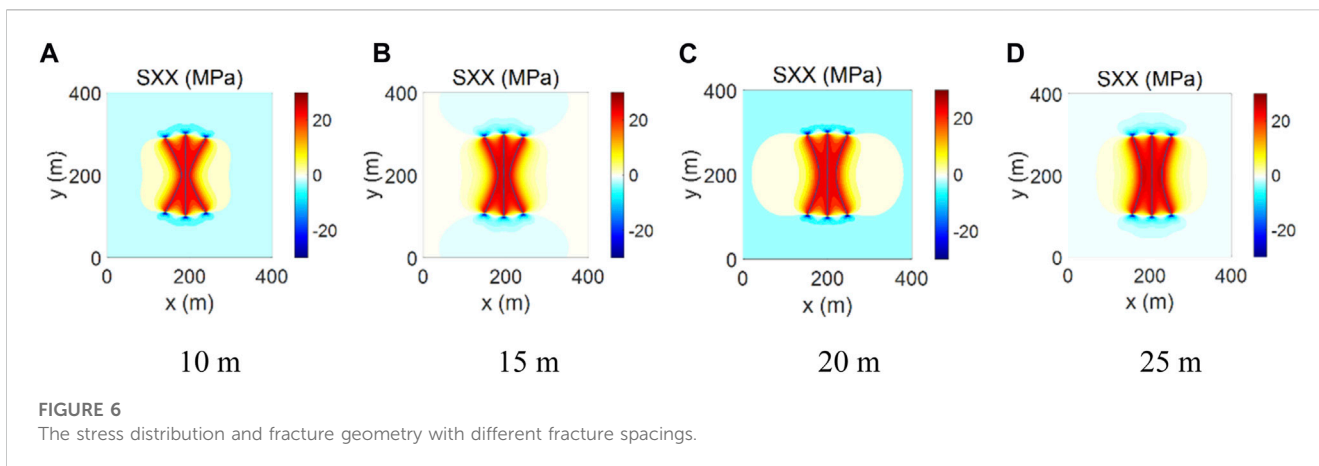 A
B
C
D
SXX (MPa)
SXX (MPa)
SXX (MPa)
SXX (MPa)
400
200
0
y (m)
0
200
400
x (m)
20
0
-20
400
200
0
y (m)
0
200
400
x (m)
20
0
-20
400
200
0
y (m)
0
200
400
x (m)
20
0
-20
400
200
0
y (m)
0
200
400
x (m)
20
0
-20
10 m
15 m
20 m
25 m
FIGURE 6
The stress distribution and fracture geometry with different fracture spacings.